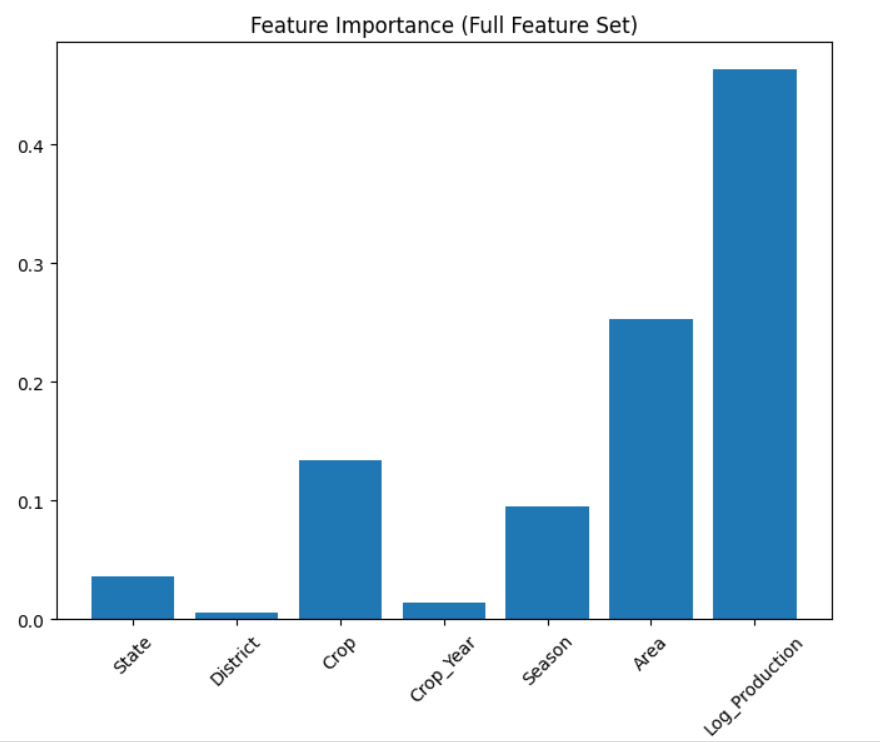 Feature Importance (Full Feature Set)
0.4
0.3
0.2
0.1
0.0
State
District
Crop
Crop_Year
Season
Area
Log_Production